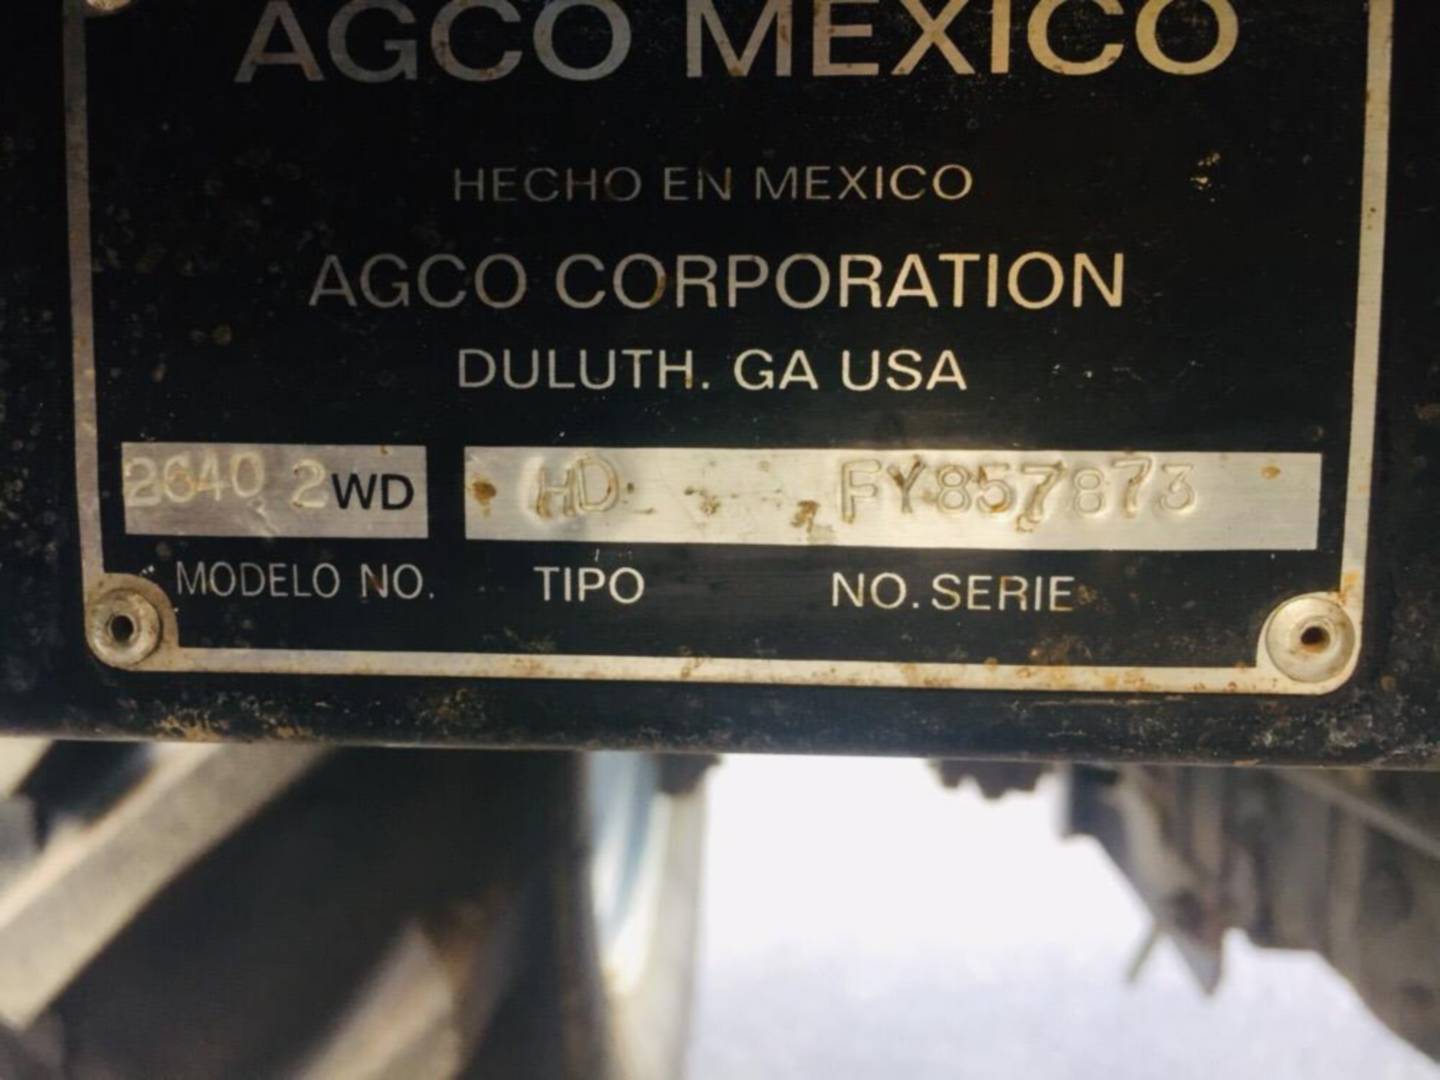 AGCO MEXICO
HECHO EN MEXICO
AGCO CORPORATION
DULUTH. GA USA
2640 2WD HD FY857873
MODELO NO. TIPO NO. SERIE